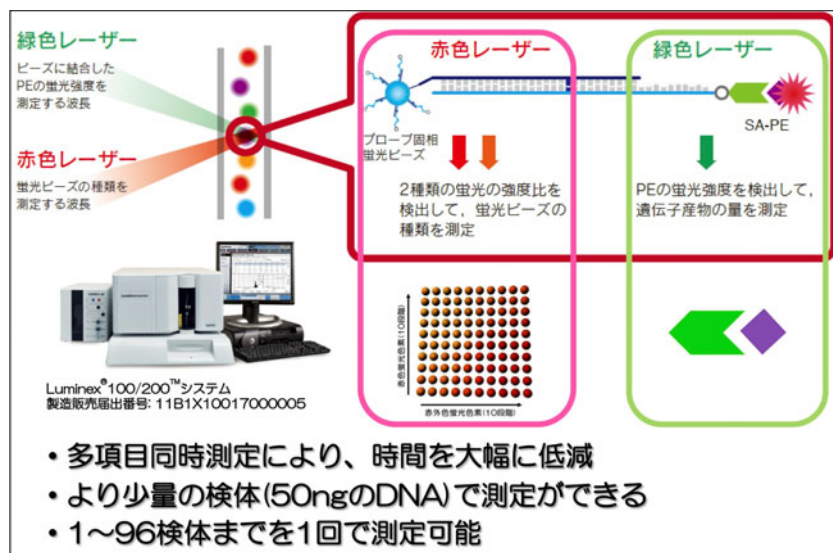 緑色レーザー
ビーズに結合した
PEの蛍光強度を
測定する波長
赤色レーザー
蛍光ビーズの種類を
測定する波長
赤色レーザー
プローブ固相
蛍光ビーズ
2種類の蛍光の強度比を
検出して，蛍光ビーズの
種類を測定
緑色レーザー
SA-PE
PEの蛍光強度を検出して，
遺伝子産物の量を測定
赤色蛍光色素(10段階)
赤外色蛍光色素(10段階)
Luminex®100/200™システム
製造販売届出番号: 11B1X10017000005
・多項目同時測定により、時間を大幅に低減
・より少量の検体(50ngのDNA)で測定ができる
・1～96検体までを1回で測定可能